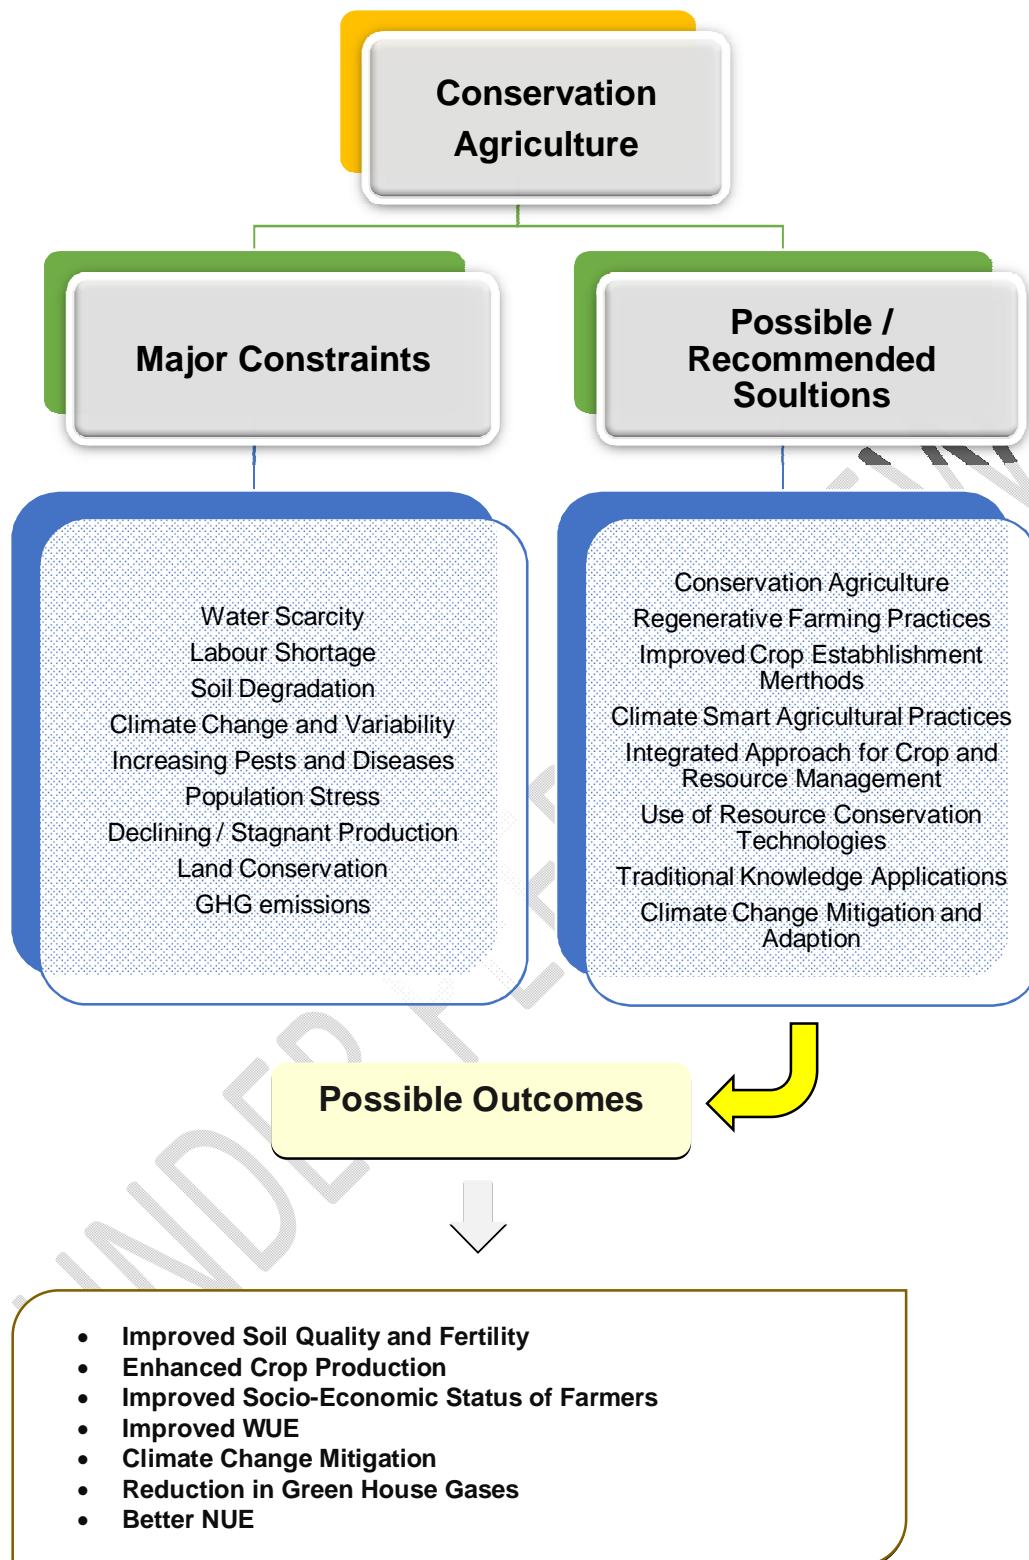 Conservation
Agriculture
Major Constraints
Possible /
Recommended
Soultions
Water Scarcity
Labour Shortage
Soil Degradation
Climate Change and Variability
Increasing Pests and Diseases
Population Stress
Declining / Stagnant Production
Land Conservation
GHG emissions
Conservation Agriculture
Regenerative Farming Practices
Improved Crop Estabhlishment
Merthods
Climate Smart Agricultural Practices
Integrated Approach for Crop and
Resource Management
Use of Resource Conservation
Technologies
Traditional Knowledge Applications
Climate Change Mitigation and
Adaption
Possible Outcomes
• Improved Soil Quality and Fertility
• Enhanced Crop Production
• Improved Socio-Economic Status of Farmers
• Improved WUE
• Climate Change Mitigation
• Reduction in Green House Gases
• Better NUE
UNDER